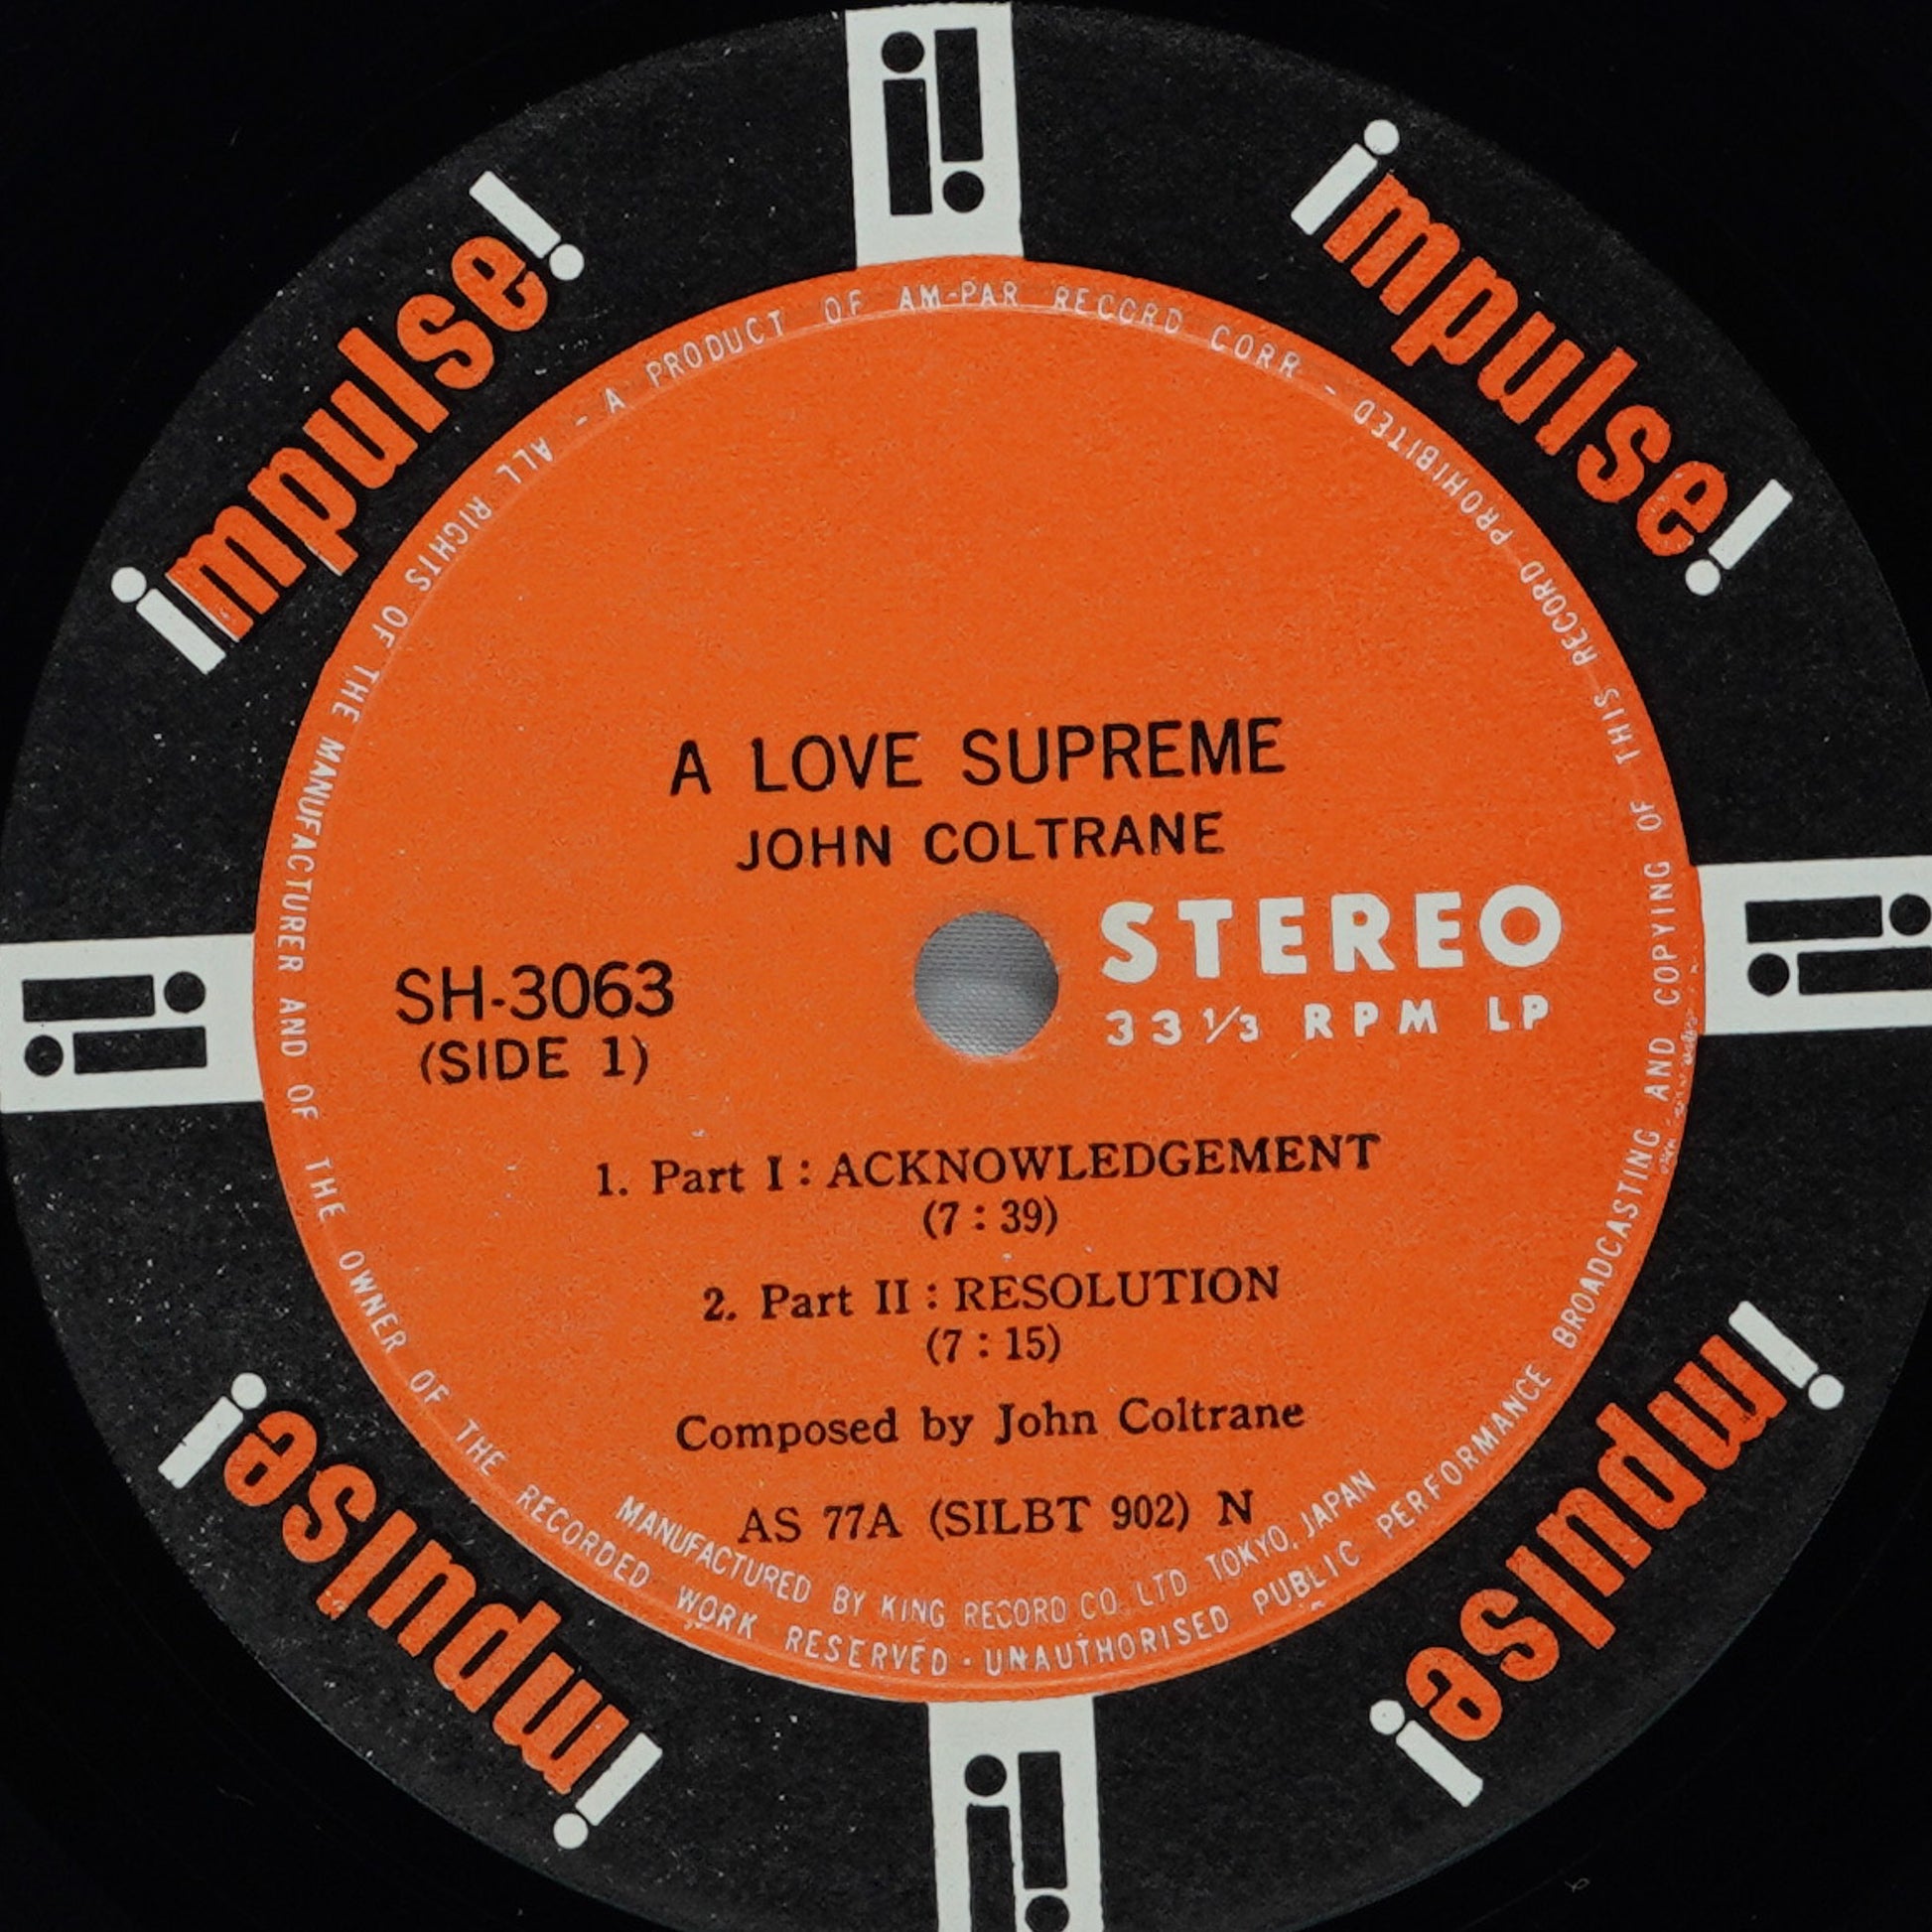 i!
impulse!
impulse!
A PRODUCT OF AM-PAR RECORD CORR -
A LOVE SUPREME
JOHN COLTRANE
STEREO
33 1/3 RPM LP
SH-3063
(SIDE 1)
i!
i!
1. Part I : ACKNOWLEDGEMENT
(7 : 39)
2. Part II : RESOLUTION
(7 : 15)
Composed by John Coltrane
AS 77A (SILBT 902) N
MANUFACTURED BY KING RECORD CO. LTD TOKYO, JAPAN
ALL RIGHTS OF THE MANUFACTURER AND OF THE OWNER OF THE RECORDED WORK RESERVED · UNAUTHORISED PUBLIC PERFORMANCE BROADCASTING AND COPYING OF THIS RECORD PROHIBITED
impulse!
impulse!
i!